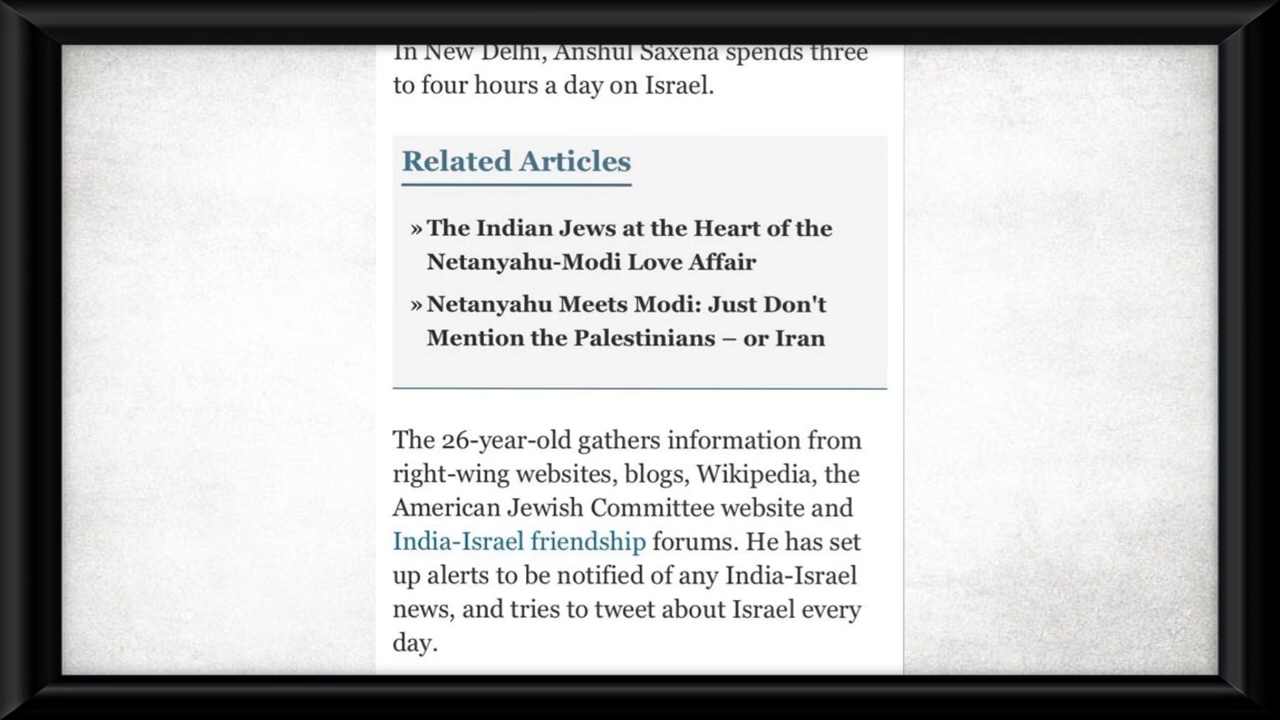 In New Delhi, Anshul Saxena spends three
to four hours a day on Israel.
Related Articles
» The Indian Jews at the Heart of the
Netanyahu-Modi Love Affair
» Netanyahu Meets Modi: Just Don't
Mention the Palestinians – or Iran
The 26-year-old gathers information from
right-wing websites, blogs, Wikipedia, the
American Jewish Committee website and
India-Israel friendship forums. He has set
up alerts to be notified of any India-Israel
news, and tries to tweet about Israel every
day.